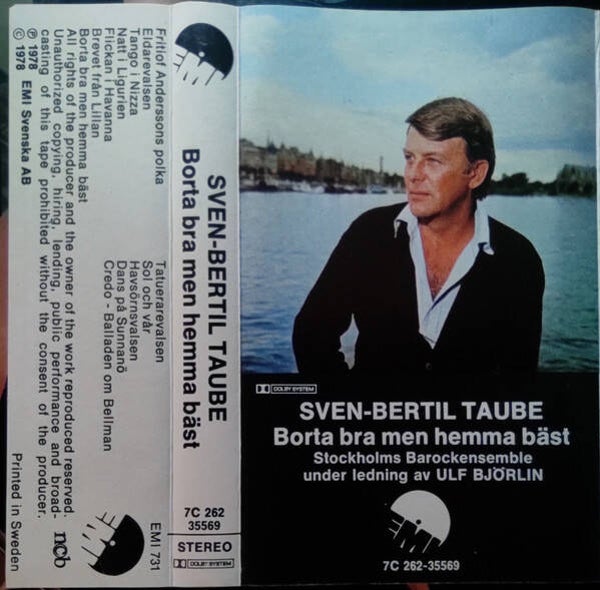 Fritiof Anderssons polka
Eldarevalsen
Tango i Nizza
Natt i Ligurien
Flickan i Havanna
Brevet från Lillan
Borta bra men hemma bäst
Tatuerarevalsen
Sol och vår
Havsörnsvalsen
Dans på Sunnanö
Credo - Balladen om Bellman
EMI 731
All rights of the producer and the owner of the work reproduced reserved.
Unauthorized copying, hiring, lending, public performance and broad-
casting of this tape prohibited without the consent of the producer.
℗ 1978
© 1978 EMI Svenska AB
ncb
Printed in Sweden
EMI
SVEN-BERTIL TAUBE
Borta bra men hemma bäst
7C 262
35569
STEREO
DOLBY SYSTEM
DOLBY SYSTEM
SVEN-BERTIL TAUBE
Borta bra men hemma bäst
Stockholms Barockensemble
under ledning av ULF BJÖRLIN
EMI
7C 262-35569